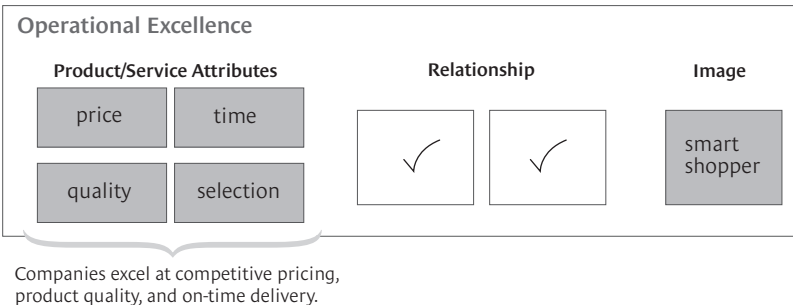 Operational Excellence
Product/Service Attributes
Relationship
Image
price
time
quality
selection
smart
shopper
Companies excel at competitive pricing,
product quality, and on-time delivery.